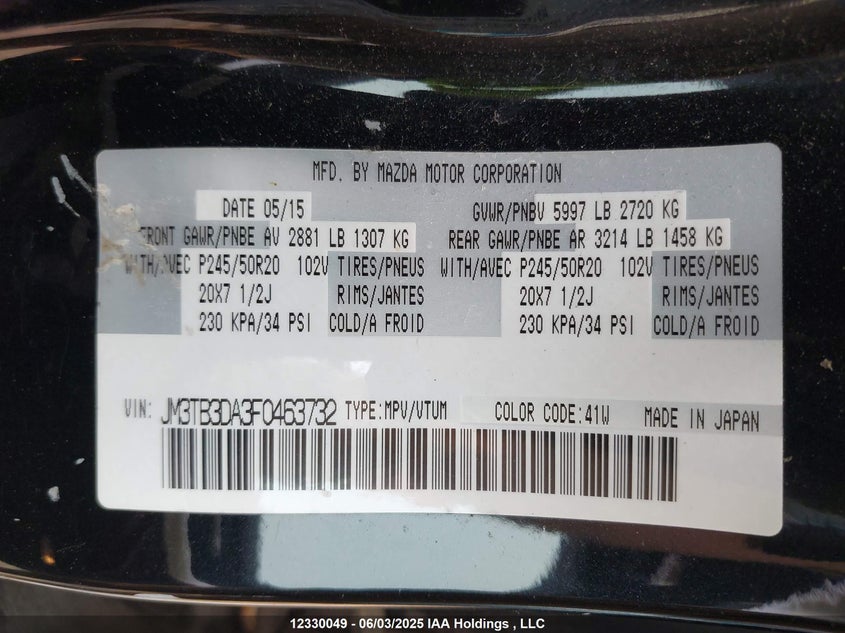 MFD. BY MAZDA MOTOR CORPORATION
DATE 05/15 GVWR/PNBV 5997 LB 2720 KG
FRONT GAWR/PNBE AV 2881 LB 1307 KG REAR GAWR/PNBE AR 3214 LB 1458 KG
WITH/AVEC P245/50R20 102V TIRES/PNEUS WITH/AVEC P245/50R20 102V TIRES/PNEUS
20X7 1/2J RIMS/JANTES 20X7 1/2J RIMS/JANTES
230 KPA/34 PSI COLD/A FROID 230 KPA/34 PSI COLD/A FROID
VIN: JM3TB3DA3F0463732 TYPE:MPV/VTUM COLOR CODE:41W MADE IN JAPAN
12330049 - 06/03/2025 IAA Holdings , LLC